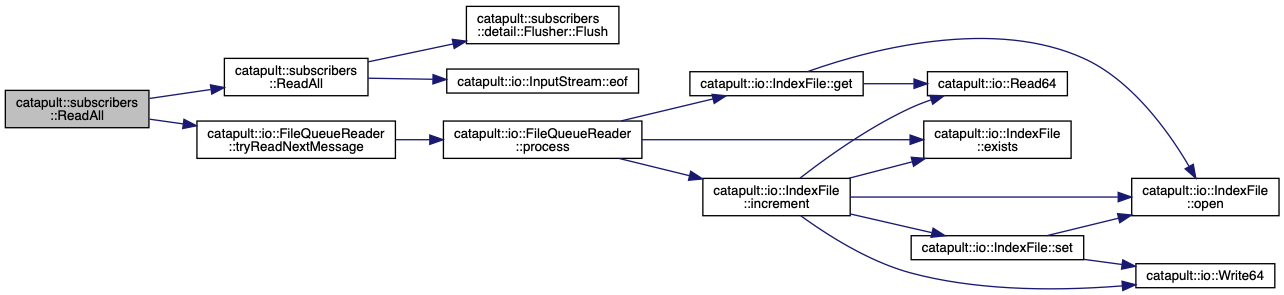 catapult::subscribers
::ReadAll
catapult::subscribers
::ReadAll
catapult::subscribers
::detail::Flusher::Flush
catapult::io::InputStream::eof
catapult::io::FileQueueReader
::tryReadNextMessage
catapult::io::FileQueueReader
::process
catapult::io::IndexFile::get
catapult::io::Read64
catapult::io::IndexFile
::exists
catapult::io::IndexFile
::increment
catapult::io::IndexFile
::open
catapult::io::IndexFile::set
catapult::io::Write64